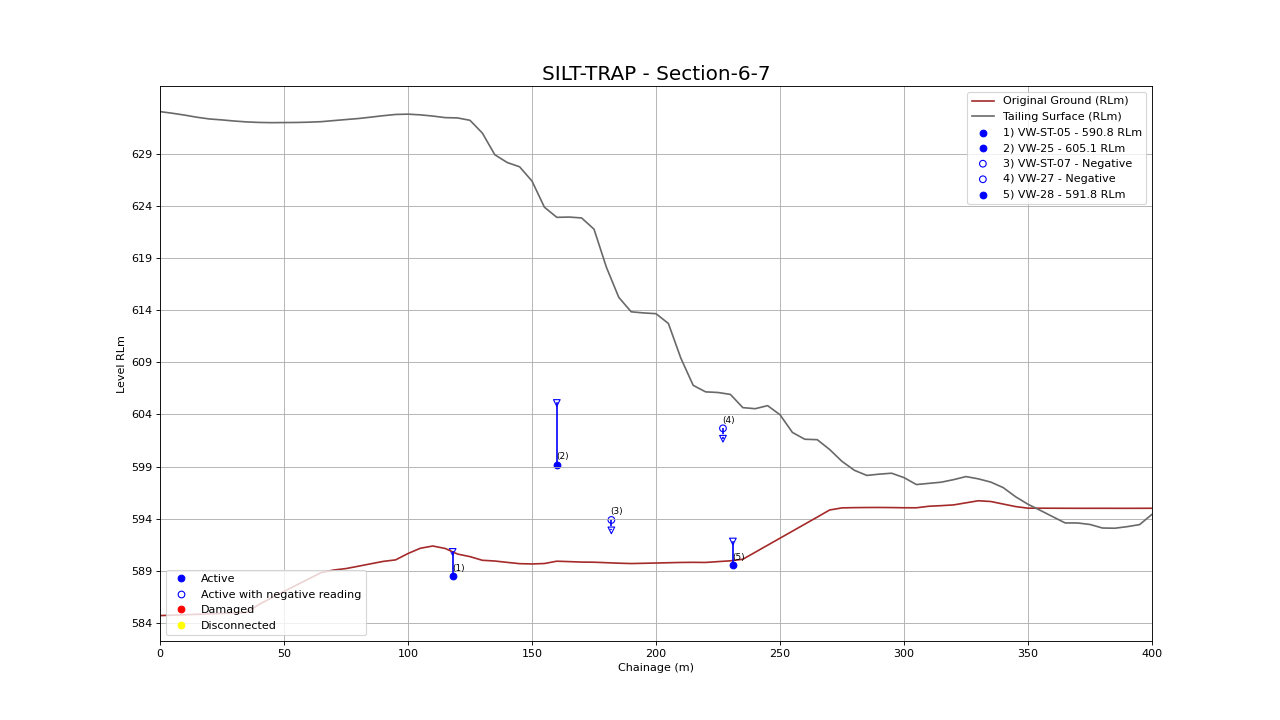 SILT-TRAP - Section-6-7
Original Ground (RLm)
Tailing Surface (RLm)
1) VW-ST-05 - 590.8 RLm
2) VW-25 - 605.1 RLm
3) VW-ST-07 - Negative
4) VW-27 - Negative
5) VW-28 - 591.8 RLm
629
624
619
614
609
604
599
594
589
584
Level RLm
(4)
(2)
(3)
(5)
(1)
Active
Active with negative reading
Damaged
Disconnected
0 50 100 150 200 250 300 350 400
Chainage (m)